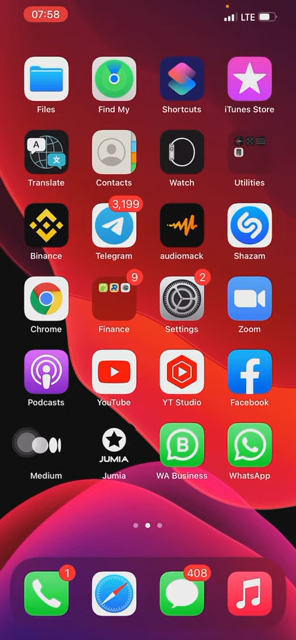 07:58 LTE
Files Find My Shortcuts iTunes Store
A 文
Translate Contacts Watch Utilities
3,199
Binance Telegram audiomack Shazam
9 2
Chrome Finance Settings Zoom
Podcasts YouTube YT Studio Facebook
JUMIA B
Medium Jumia WA Business WhatsApp
1 408